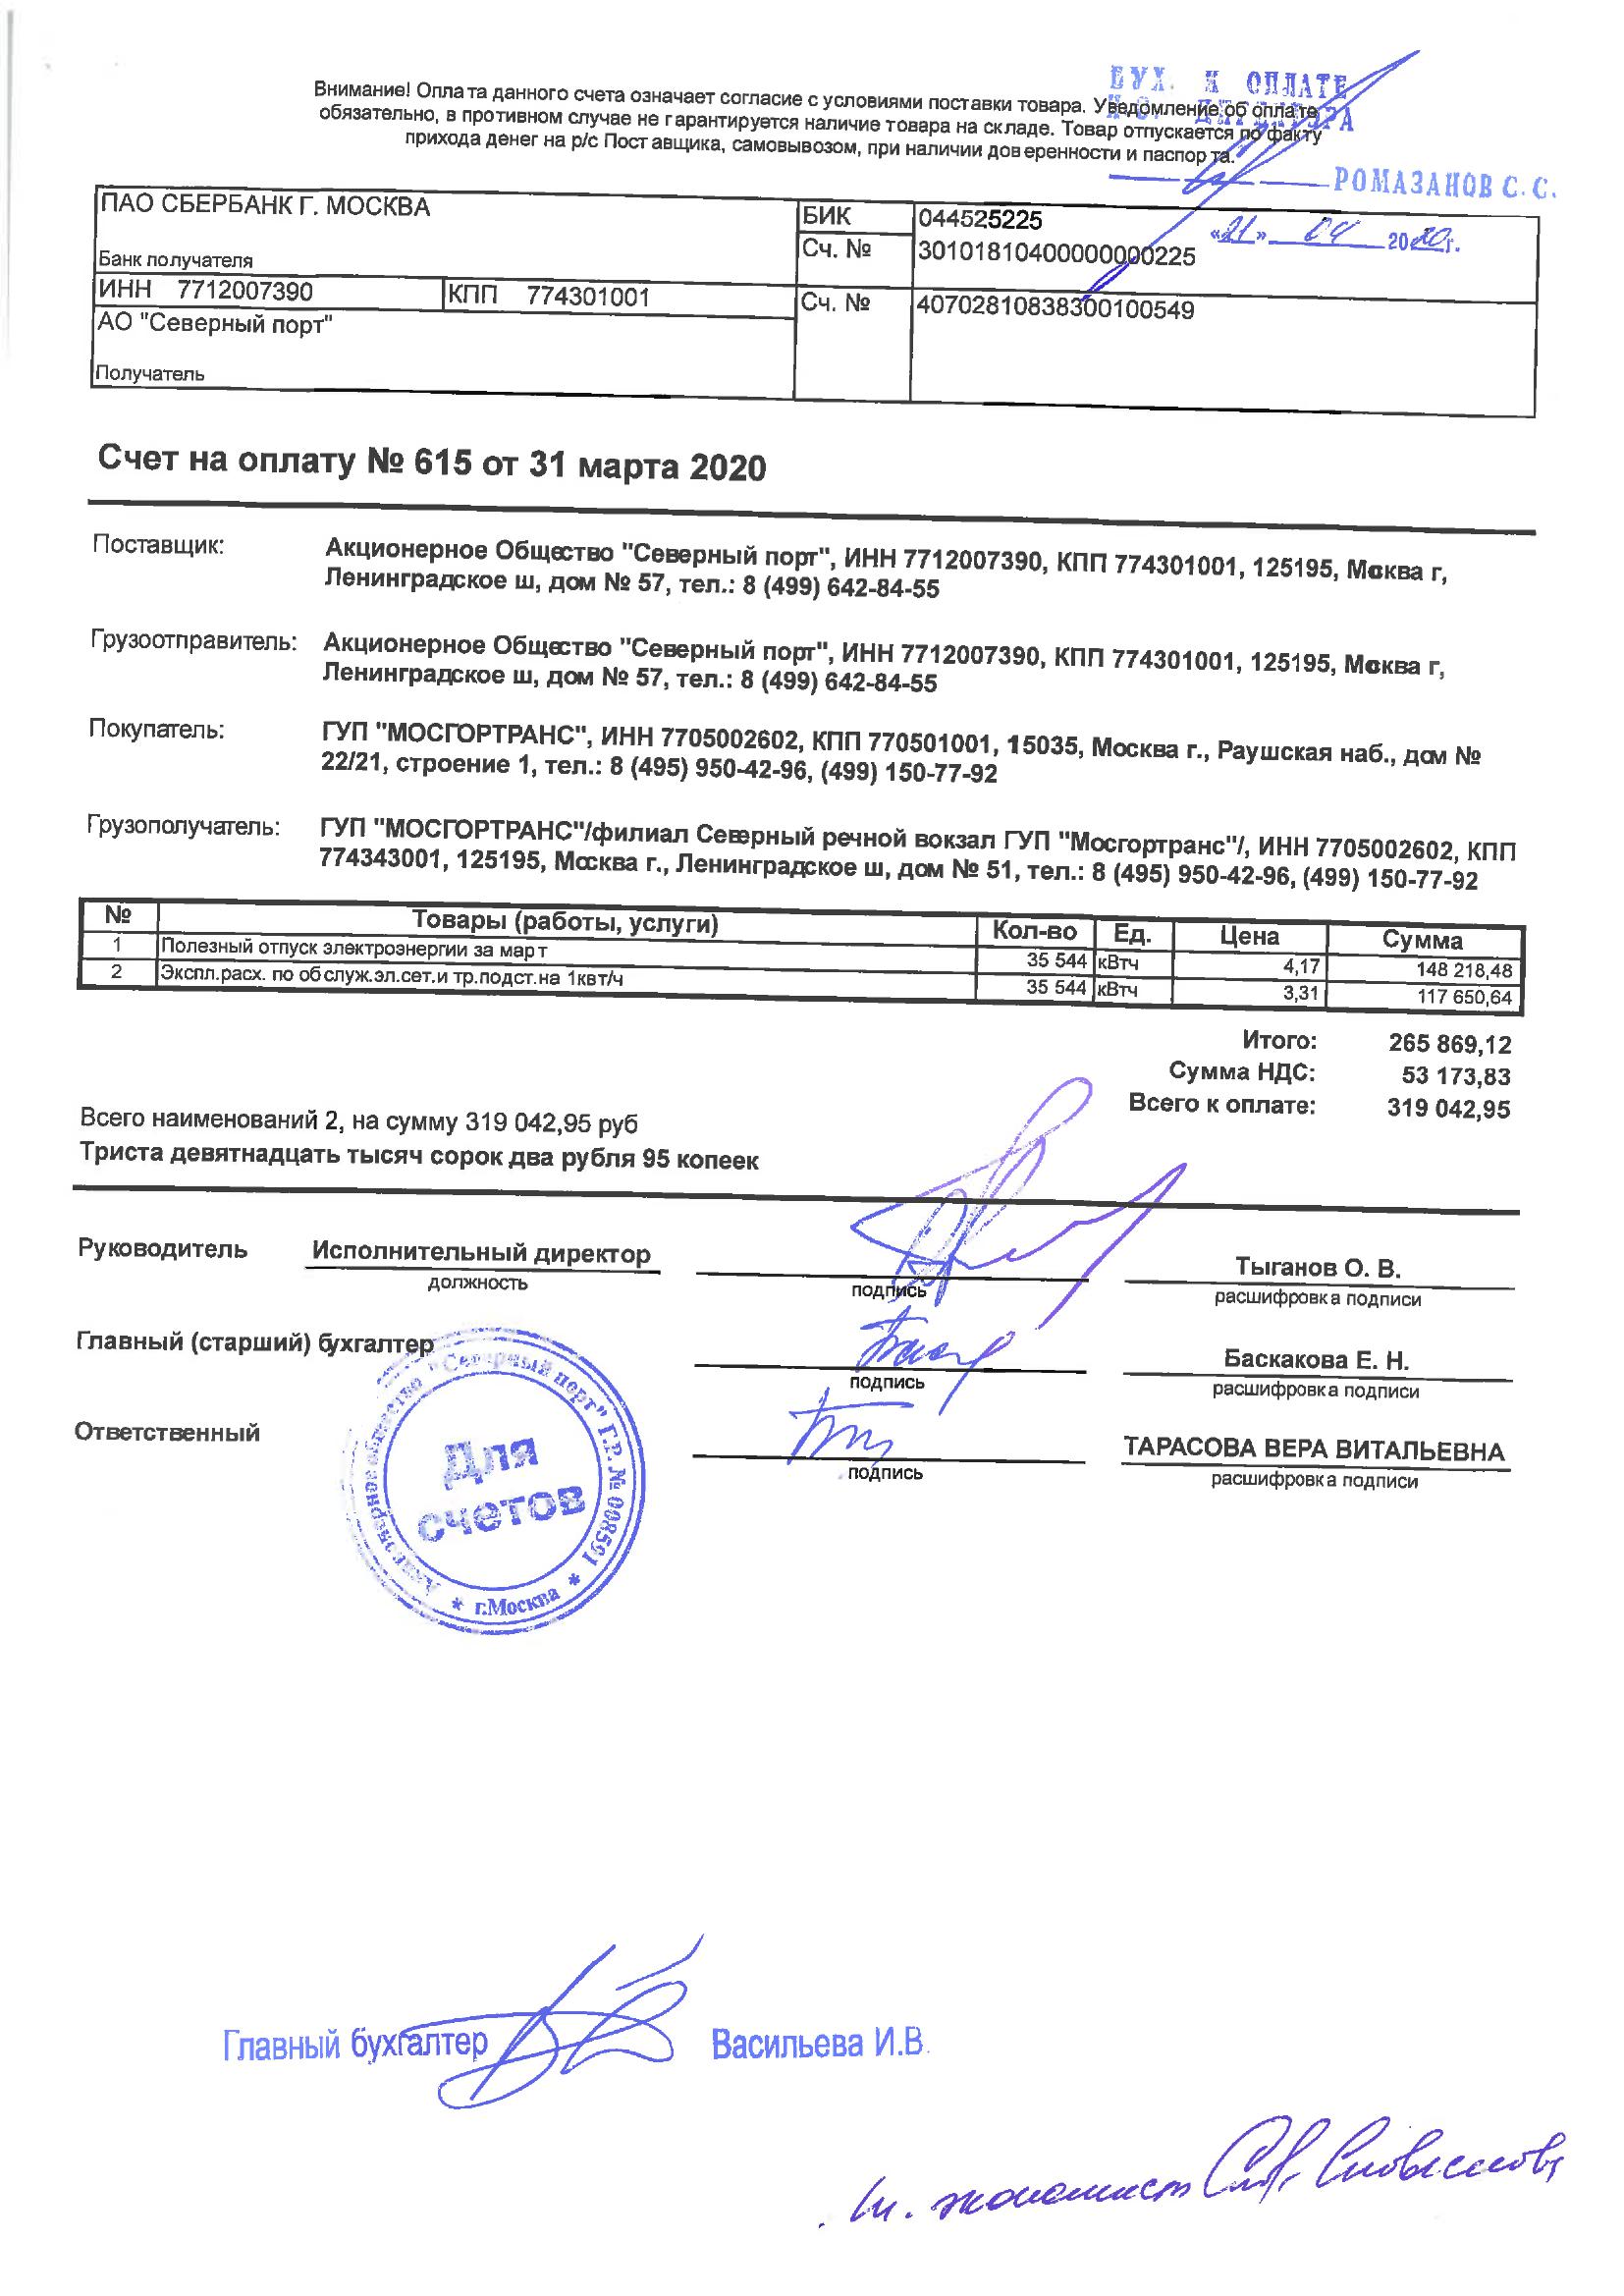 БУХ. К ОПЛАТЕ
Внимание! Оплата данного счета означает согласие с условиями поставки товара. Уведомление об оплате
обязательно, в противном случае не гарантируется наличие товара на складе. Товар отпускается по факту
прихода денег на р/с Поставщика, самовывозом, при наличии доверенности и паспорта.
РОМАЗАНОВ С. С.
«21» 04 2020г.
ПАО СБЕРБАНК Г. МОСКВА БИК 044525225
Сч. № 30101810400000000225
Банк получателя
ИНН 7712007390 КПП 774301001 Сч. № 40702810838300100549
АО "Северный порт"
Получатель
Счет на оплату № 615 от 31 марта 2020
Поставщик: Акционерное Общество "Северный порт", ИНН 7712007390, КПП 774301001, 125195, Москва г,
Ленинградское ш, дом № 57, тел.: 8 (499) 642-84-55
Грузоотправитель: Акционерное Общество "Северный порт", ИНН 7712007390, КПП 774301001, 125195, Москва г,
Ленинградское ш, дом № 57, тел.: 8 (499) 642-84-55
Покупатель: ГУП "МОСГОРТРАНС", ИНН 7705002602, КПП 770501001, 15035, Москва г., Раушская наб., дом №
22/21, строение 1, тел.: 8 (495) 950-42-96, (499) 150-77-92
Грузополучатель: ГУП "МОСГОРТРАНС"/филиал Северный речной вокзал ГУП "Мосгортранс"/, ИНН 7705002602, КПП
774343001, 125195, Москва г., Ленинградское ш, дом № 51, тел.: 8 (495) 950-42-96, (499) 150-77-92
№ Товары (работы, услуги) Кол-во Ед. Цена Сумма
1 Полезный отпуск электроэнергии за март 35 544 кВтч 4,17 148 218,48
2 Экспл.расх. по обслуж.эл.сет.и тр.подст.на 1квт/ч 35 544 кВтч 3,31 117 650,64
Итого: 265 869,12
Сумма НДС: 53 173,83
Всего к оплате: 319 042,95
Всего наименований 2, на сумму 319 042,95 руб
Триста девятнадцать тысяч сорок два рубля 95 копеек
Руководитель Исполнительный директор Тыганов О. В.
должность подпись расшифровка подписи
Главный (старший) бухгалтер Баскакова Е. Н.
подпись расшифровка подписи
Ответственный ТАРАСОВА ВЕРА ВИТАЛЬЕВНА
подпись расшифровка подписи
Акционерное общество "Северный порт" Г.Р. № 008591
Для
счетов
* г.Москва *
Главный бухгалтер Васильева И.В.
экономист